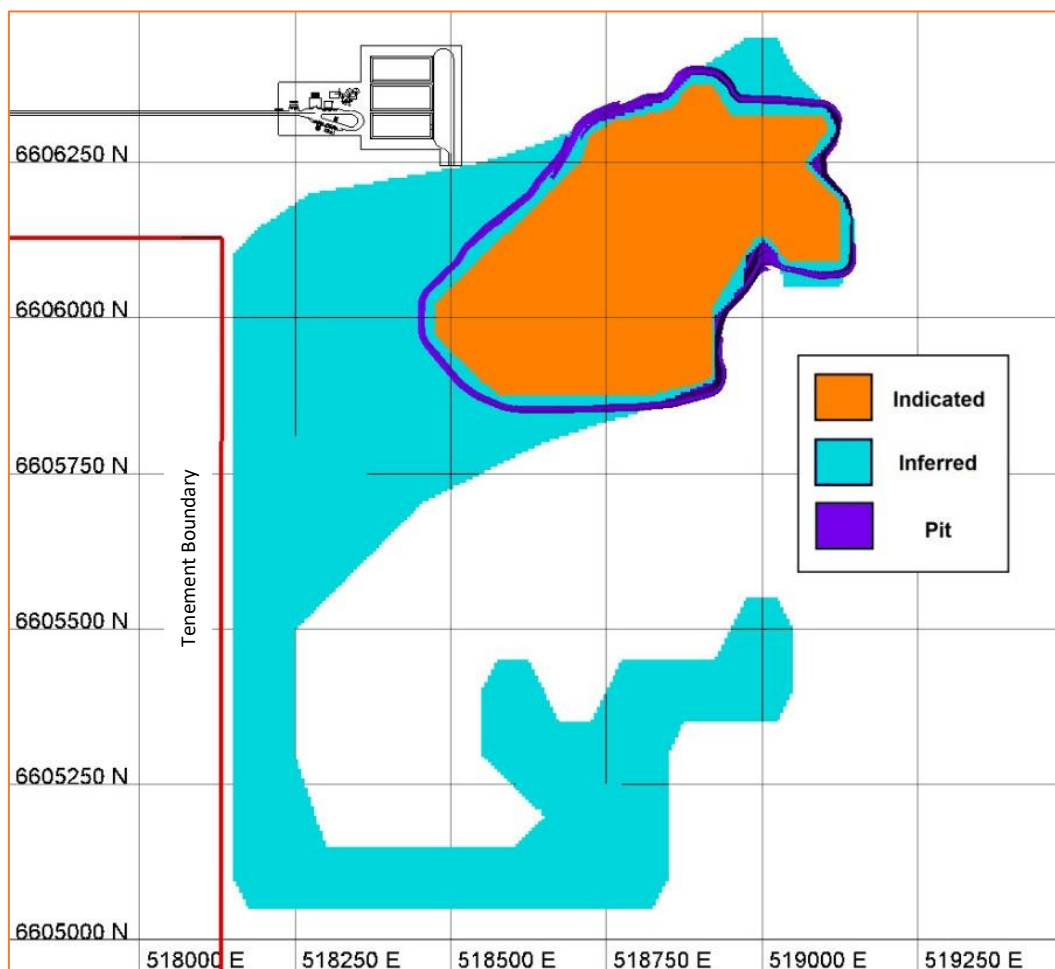 6606250 N
6606000 N
Indicated
Inferred
Pit
6605750 N
Tenement Boundary
6605500 N
6605250 N
6605000 N
518000 E
518250 E
518500 E
518750 E
519000 E
519250 E